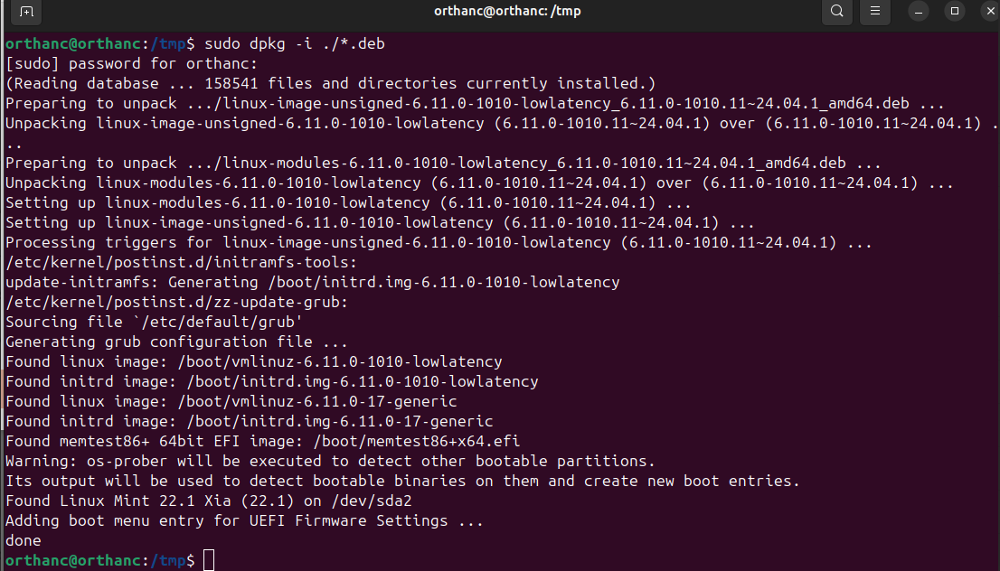 orthanc@orthanc: /tmp
orthanc@orthanc:/tmp$ sudo dpkg -i ./*.deb
[sudo] password for orthanc:
(Reading database ... 158541 files and directories currently installed.)
Preparing to unpack .../linux-image-unsigned-6.11.0-1010-lowlatency_6.11.0-1010.11~24.04.1_amd64.deb ...
Unpacking linux-image-unsigned-6.11.0-1010-lowlatency (6.11.0-1010.11~24.04.1) over (6.11.0-1010.11~24.04.1) .
..
Preparing to unpack .../linux-modules-6.11.0-1010-lowlatency_6.11.0-1010.11~24.04.1_amd64.deb ...
Unpacking linux-modules-6.11.0-1010-lowlatency (6.11.0-1010.11~24.04.1) over (6.11.0-1010.11~24.04.1) ...
Setting up linux-modules-6.11.0-1010-lowlatency (6.11.0-1010.11~24.04.1) ...
Setting up linux-image-unsigned-6.11.0-1010-lowlatency (6.11.0-1010.11~24.04.1) ...
Processing triggers for linux-image-unsigned-6.11.0-1010-lowlatency (6.11.0-1010.11~24.04.1) ...
/etc/kernel/postinst.d/initramfs-tools:
update-initramfs: Generating /boot/initrd.img-6.11.0-1010-lowlatency
/etc/kernel/postinst.d/zz-update-grub:
Sourcing file `/etc/default/grub'
Generating grub configuration file ...
Found linux image: /boot/vmlinuz-6.11.0-1010-lowlatency
Found initrd image: /boot/initrd.img-6.11.0-1010-lowlatency
Found linux image: /boot/vmlinuz-6.11.0-17-generic
Found initrd image: /boot/initrd.img-6.11.0-17-generic
Found memtest86+ 64bit EFI image: /boot/memtest86+x64.efi
Warning: os-prober will be executed to detect other bootable partitions.
Its output will be used to detect bootable binaries on them and create new boot entries.
Found Linux Mint 22.1 Xia (22.1) on /dev/sda2
Adding boot menu entry for UEFI Firmware Settings ...
done
orthanc@orthanc:/tmp$